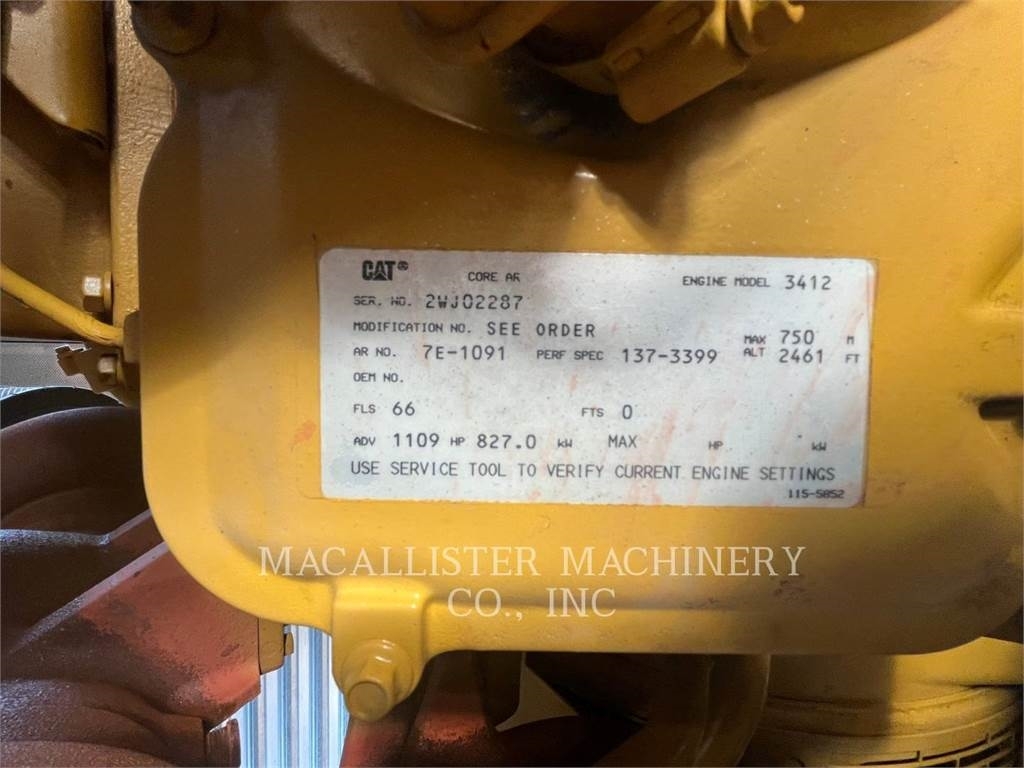 CAT® CORE AR ENGINE MODEL 3412
SER. NO. 2WJ02287
MODIFICATION NO. SEE ORDER MAX 750 M
AR NO. 7E-1091 PERF SPEC 137-3399 ALT 2461 FT
OEM NO.
FLS 66 FTS 0
ADV 1109 HP 827.0 kW MAX HP kW
USE SERVICE TOOL TO VERIFY CURRENT ENGINE SETTINGS
115-5852
MACALLISTER MACHINERY
CO., INC